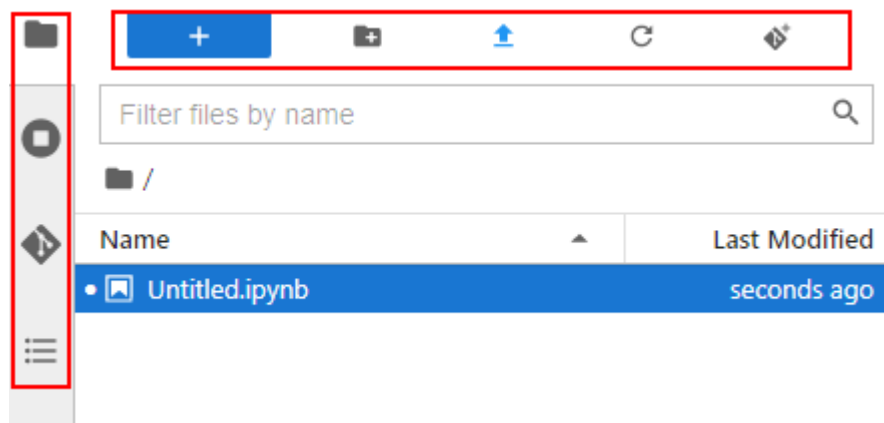 Filter files by name
/
Name Last Modified
Untitled.ipynb seconds ago